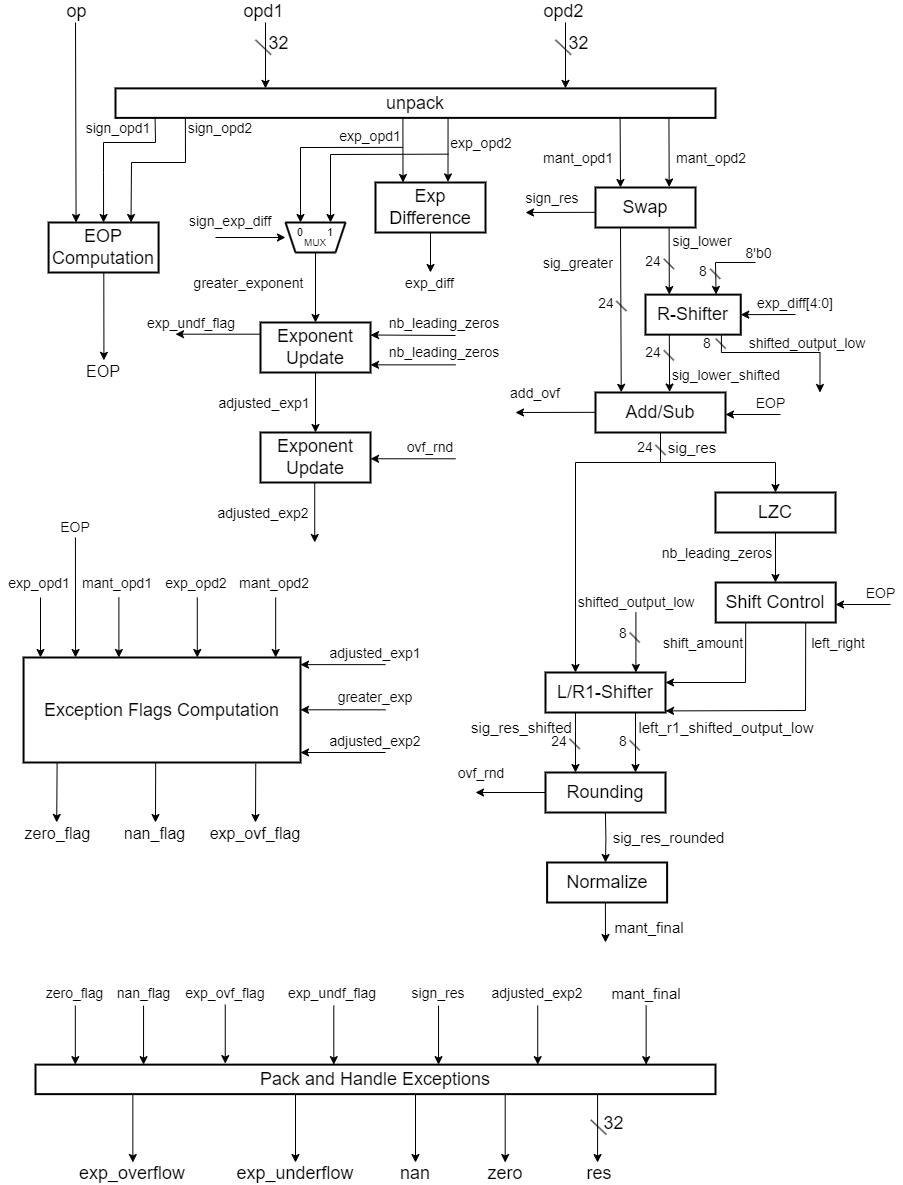 op
opd1
opd2
32
32
unpack
sign_opd1
sign_opd2
exp_opd1
exp_opd2
mant_opd1
mant_opd2
Exp
Difference
Swap
sign_res
EOP
Computation
sign_exp_diff
0 1
MUX
sig_lower
sig_greater
24
8
8'b0
greater_exponent
exp_diff
24
R-Shifter
exp_diff[4:0]
exp_undf_flag
Exponent
Update
nb_leading_zeros
nb_leading_zeros
24
8
shifted_output_low
EOP
sig_lower_shifted
adjusted_exp1
add_ovf
Add/Sub
EOP
Exponent
Update
ovf_rnd
24
sig_res
adjusted_exp2
LZC
EOP
nb_leading_zeros
exp_opd1
mant_opd1
exp_opd2
mant_opd2
shifted_output_low
Shift Control
EOP
8
shift_amount
left_right
adjusted_exp1
Exception Flags Computation
greater_exp
adjusted_exp2
L/R1-Shifter
sig_res_shifted
24
8
left_r1_shifted_output_low
ovf_rnd
Rounding
zero_flag
nan_flag
exp_ovf_flag
sig_res_rounded
Normalize
mant_final
zero_flag
nan_flag
exp_ovf_flag
exp_undf_flag
sign_res
adjusted_exp2
mant_final
Pack and Handle Exceptions
32
exp_overflow
exp_underflow
nan
zero
res